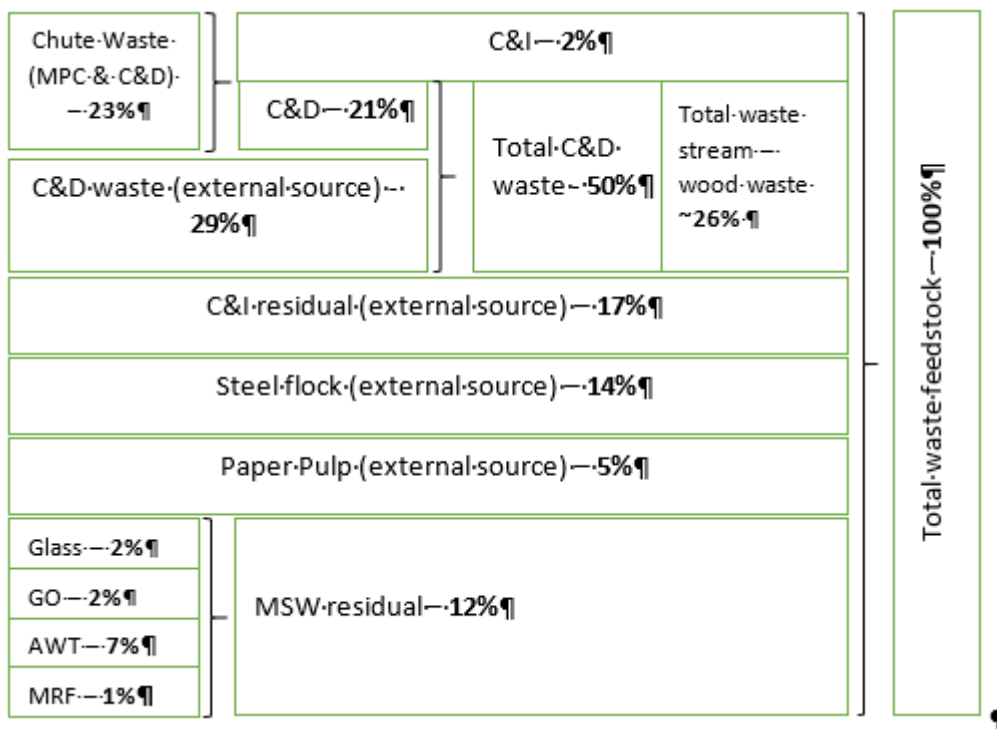 Chute·Waste·
(MPC·&·C&D)·
–·23%¶
C&I·–·2%¶
C&D·–·21%¶
C&D·waste·(external·source)·-·
29%¶
Total·C&D·
waste·-·50%¶
Total·waste·
stream·–·
wood·waste·
~26%·¶
C&I·residual·(external·source)·–·17%¶
Steel·flock·(external·source)·–·14%¶
Paper·Pulp·(external·source)·–·5%¶
Glass·–·2%¶
GO·–·2%¶
AWT·–·7%¶
MRF·–·1%¶
MSW·residual·–·12%¶
Total·waste·feedstock·–·100%¶
¶